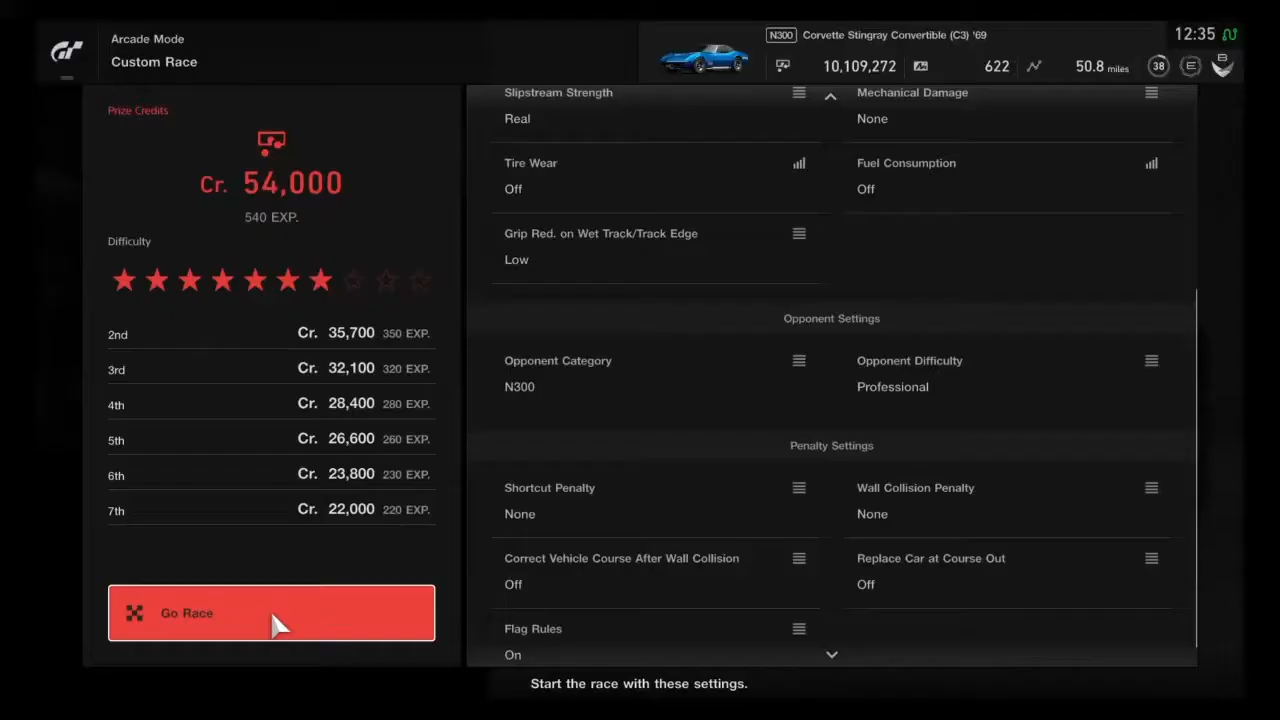 GT
Arcade Mode
Custom Race
N300 Corvette Stingray Convertible (C3) '69
10,109,272 622 50.8 miles 38 E B
12:35
Prize Credits
Cr. 54,000
540 EXP.
Difficulty
2nd Cr. 35,700 350 EXP.
3rd Cr. 32,100 320 EXP.
4th Cr. 28,400 280 EXP.
5th Cr. 26,600 260 EXP.
6th Cr. 23,800 230 EXP.
7th Cr. 22,000 220 EXP.
Go Race
Slipstream Strength Mechanical Damage
Real None
Tire Wear Fuel Consumption
Off Off
Grip Red. on Wet Track/Track Edge
Low
Opponent Settings
Opponent Category Opponent Difficulty
N300 Professional
Penalty Settings
Shortcut Penalty Wall Collision Penalty
None None
Correct Vehicle Course After Wall Collision Replace Car at Course Out
Off Off
Flag Rules
On
Start the race with these settings.